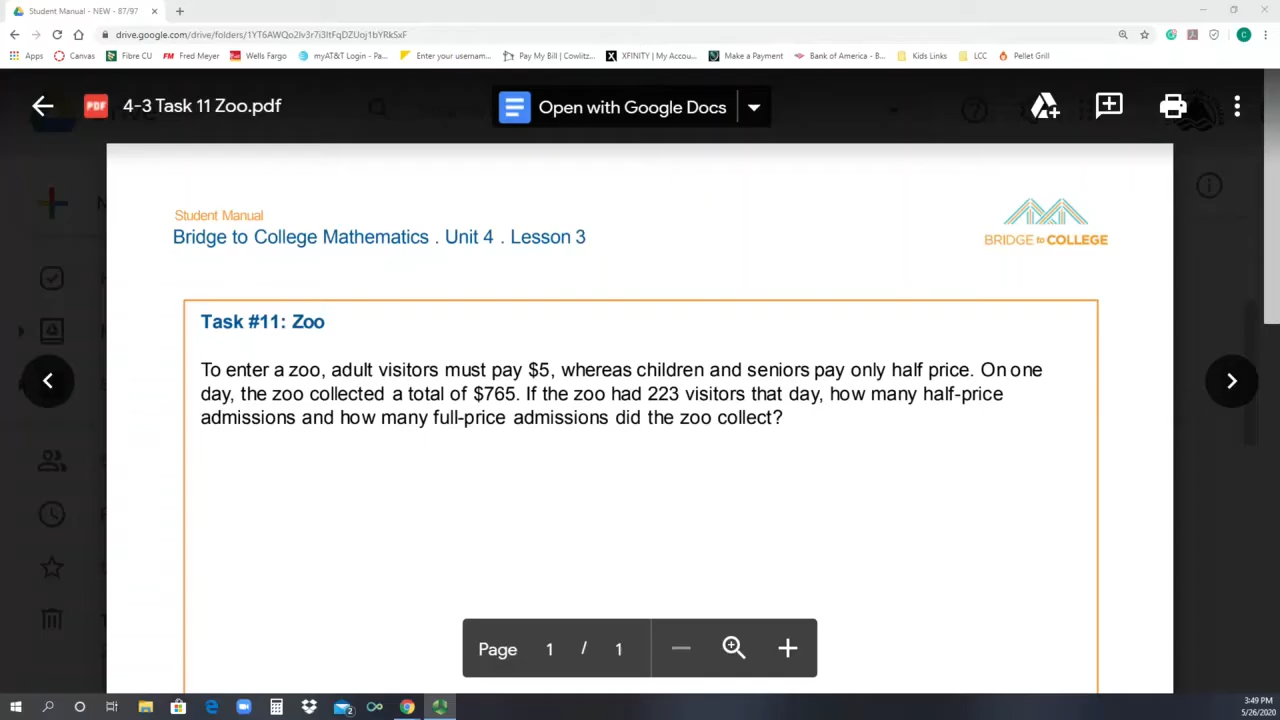 Student Manual - NEW - 87/97
drive.google.com/drive/folders/1YT6AWQo2Jv3r7i3ItFqDZUoj1bYRkSxF
Apps Canvas Fibre CU FM Fred Meyer Wells Fargo myAT&T Login - Pa... Enter your usernam... Pay My Bill | Cowlitz... XFINITY | My Accou... Make a Payment Bank of America - B... Kids Links LCC Pellet Grill
PDF 4-3 Task 11 Zoo.pdf Open with Google Docs
Student Manual
Bridge to College Mathematics . Unit 4 . Lesson 3
BRIDGE to COLLEGE
Task #11: Zoo
To enter a zoo, adult visitors must pay $5, whereas children and seniors pay only half price. On one
day, the zoo collected a total of $765. If the zoo had 223 visitors that day, how many half-price
admissions and how many full-price admissions did the zoo collect?
Page 1 / 1
3:49 PM
5/26/2020